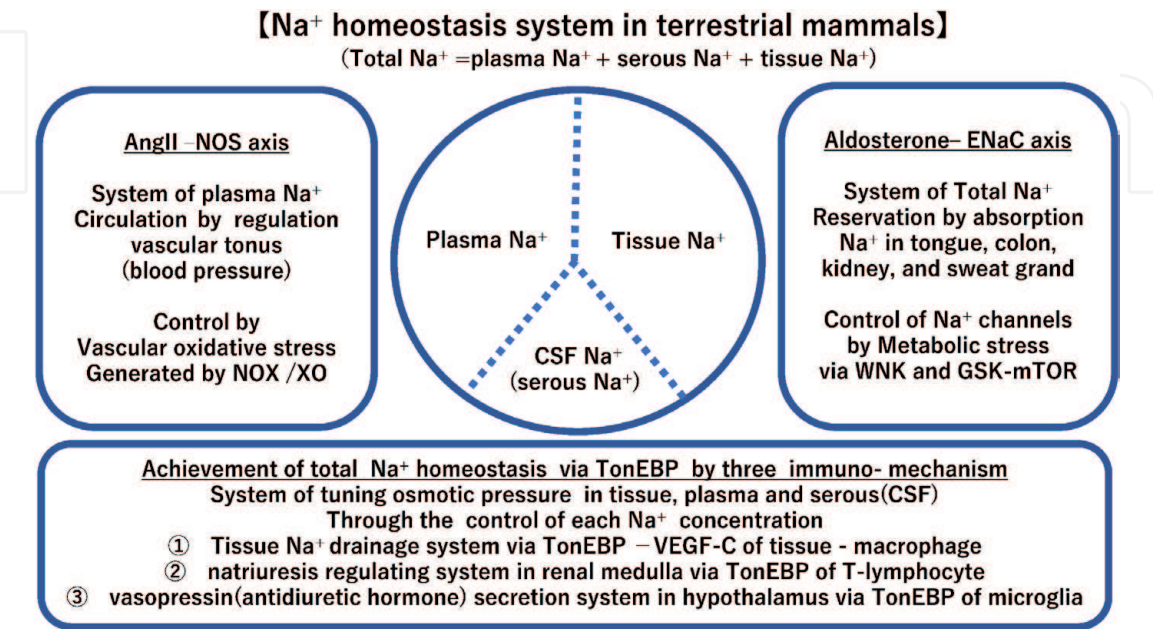 【Na⁺ homeostasis system in terrestrial mammals】
(Total Na⁺ =plasma Na⁺ + serous Na⁺ + tissue Na⁺)
AngII –NOS axis
System of plasma Na⁺
Circulation by regulation
vascular tonus
(blood pressure)
Control by
Vascular oxidative stress
Generated by NOX /XO
Plasma Na⁺
Tissue Na⁺
CSF Na⁺
(serous Na⁺)
Aldosterone– ENaC axis
System of Total Na⁺
Reservation by absorption
Na⁺ in tongue, colon,
kidney, and sweat grand
Control of Na⁺ channels
by Metabolic stress
via WNK and GSK-mTOR
Achievement of total Na⁺ homeostasis via TonEBP by three immuno- mechanism
System of tuning osmotic pressure in tissue, plasma and serous(CSF)
Through the control of each Na⁺ concentration
① Tissue Na⁺ drainage system via TonEBP –VEGF-C of tissue - macrophage
② natriuresis regulating system in renal medulla via TonEBP of T-lymphocyte
③ vasopressin(antidiuretic hormone) secretion system in hypothalamus via TonEBP of microglia